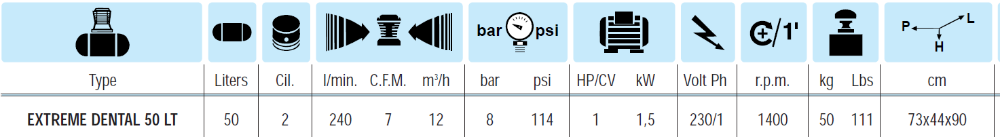 bar psi /1' P L H
Type Liters Cil. l/min. C.F.M. m³/h bar psi HP/CV kW Volt Ph r.p.m. kg Lbs cm
EXTREME DENTAL 50 LT 50 2 240 7 12 8 114 1 1,5 230/1 1400 50 111 73x44x90